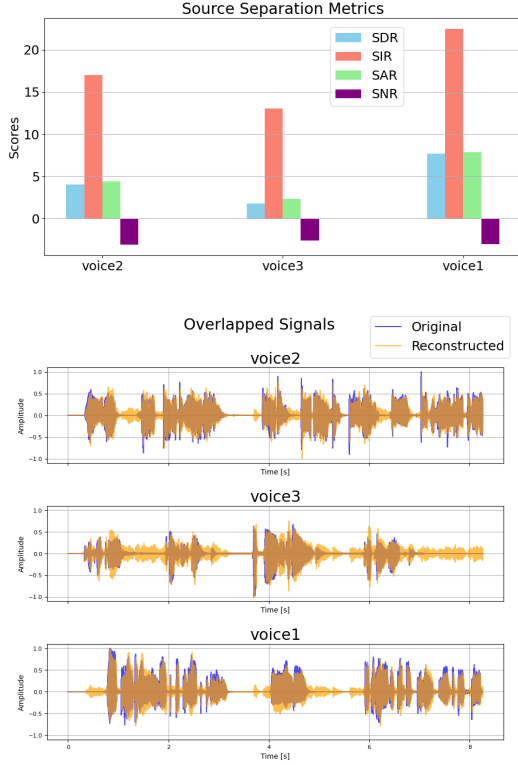 Source Separation Metrics
SDR
SIR
SAR
SNR
Scores
20
15
10
5
0
voice2 voice3 voice1
Overlapped Signals
Original
Reconstructed
voice2
Amplitude
1.0
0.5
0.0
−0.5
−1.0
Time [s]
voice3
Amplitude
1.0
0.5
0.0
−0.5
−1.0
Time [s]
voice1
Amplitude
1.0
0.5
0.0
−0.5
−1.0
0 2 4 6 8
Time [s]